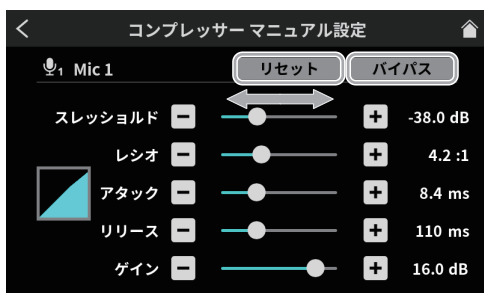 コンプレッサー マニュアル設定
1 Mic 1
リセット
バイパス
スレッショルド - + -38.0 dB
レシオ - + 4.2 :1
アタック - + 8.4 ms
リリース - + 110 ms
ゲイン - + 16.0 dB